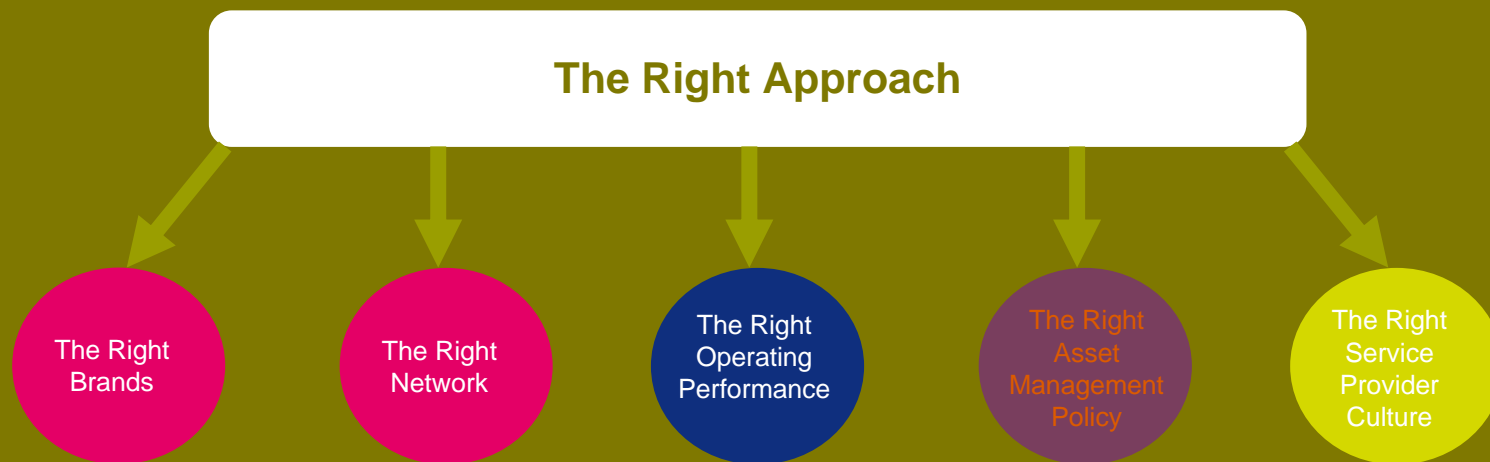 The Right Approach
The Right
Brands
The Right
Network
The Right
Operating
Performance
The Right
Asset
Management
Policy
The Right
Service
Provider
Culture